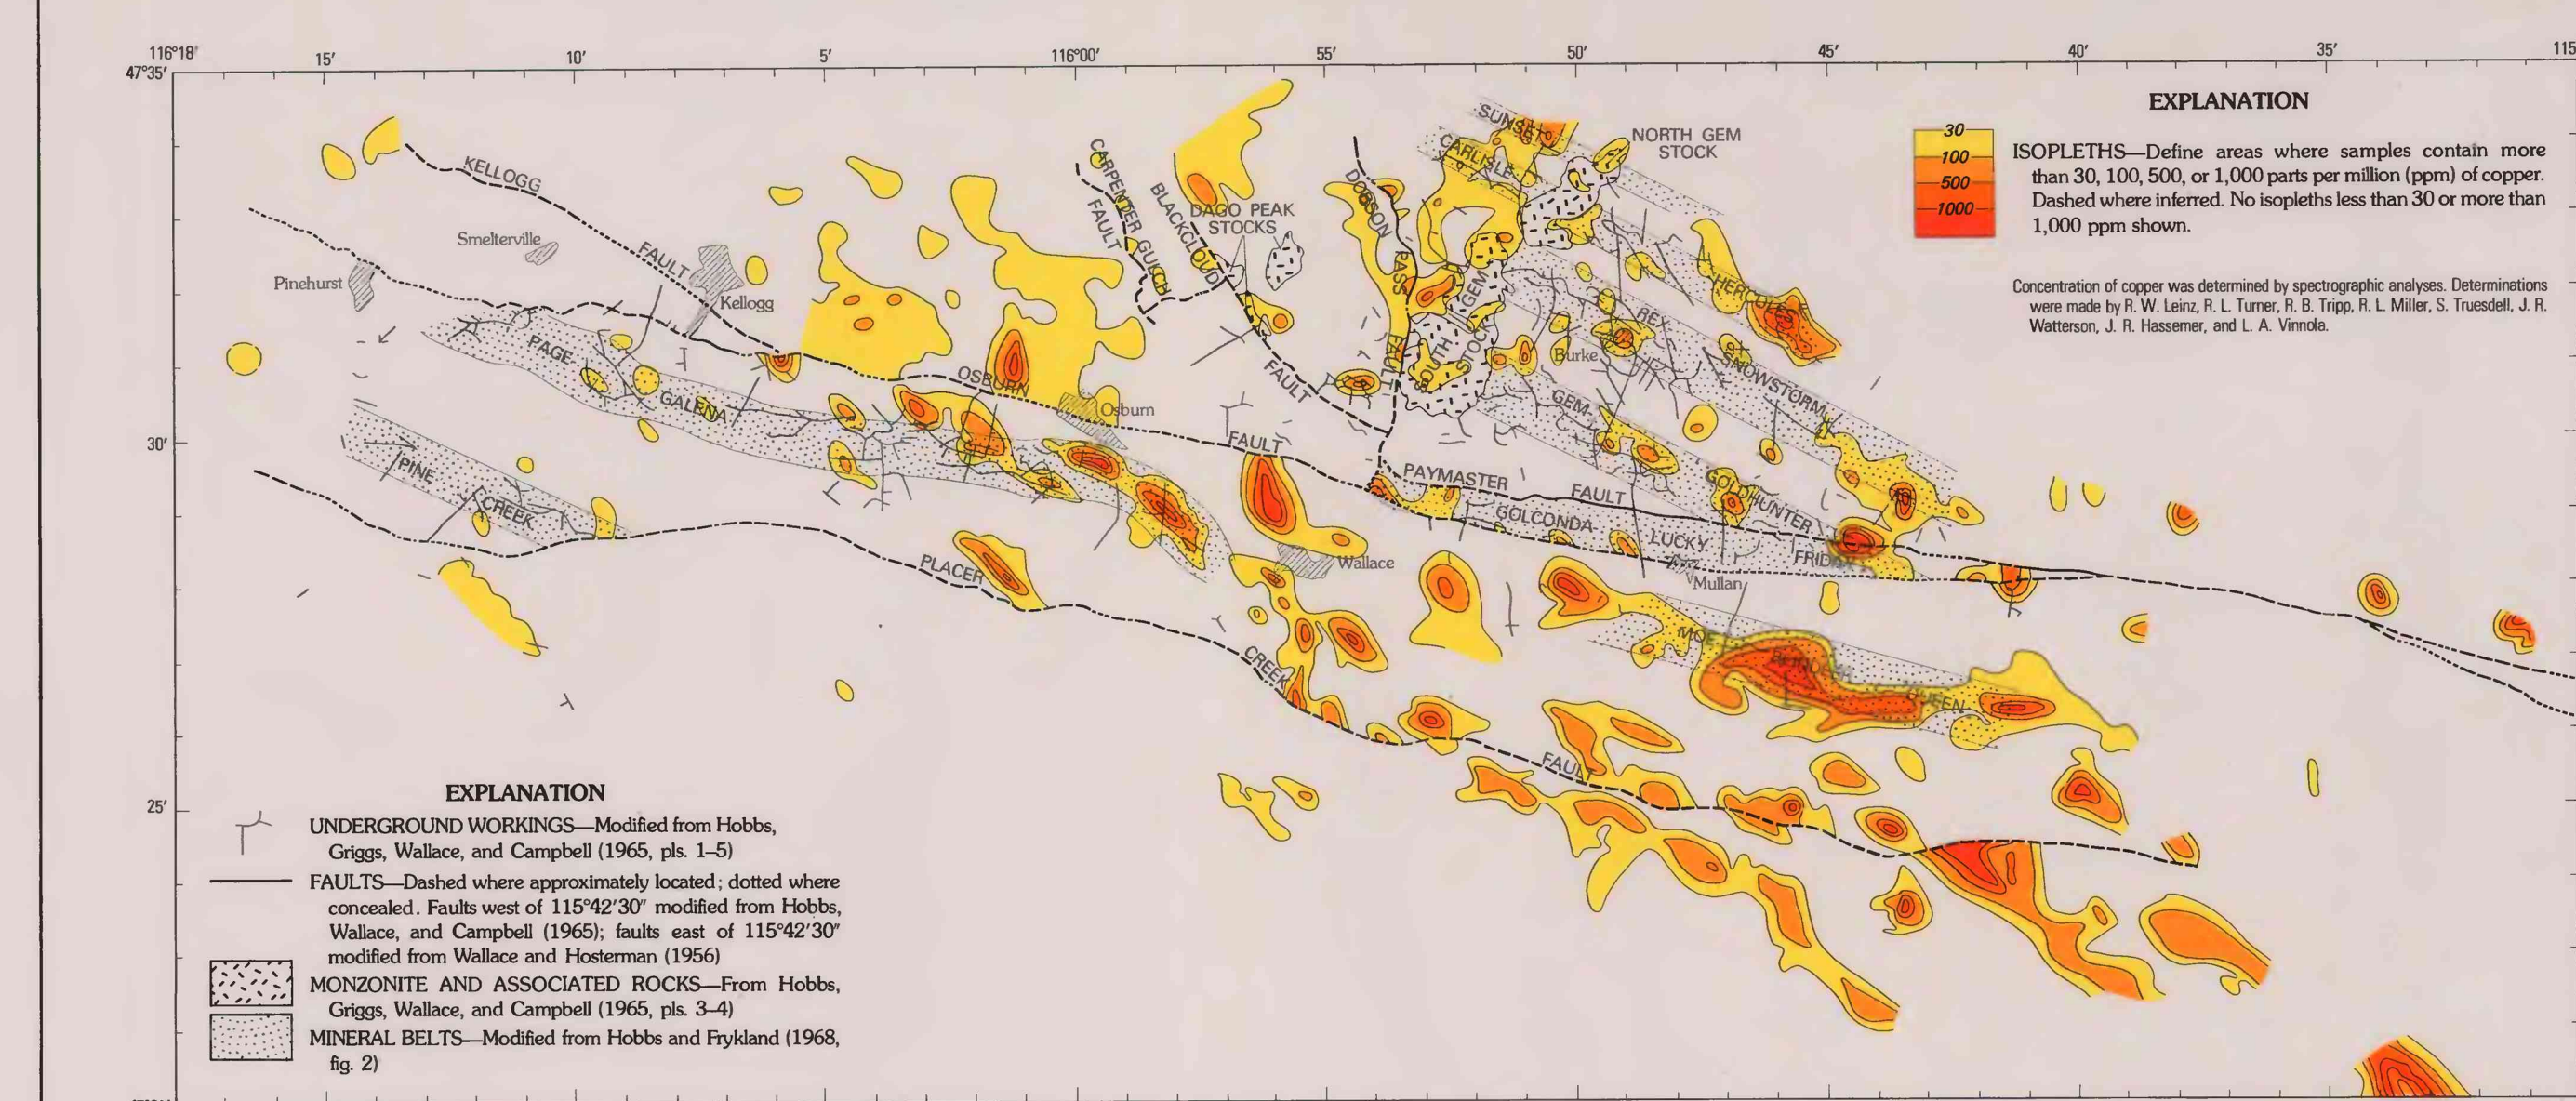 116°18'
15'
10'
5'
116°00'
55'
50'
45'
40'
35'
115
47°35'
30'
25'
EXPLANATION
30
100
500
1000
ISOPLETHS—Define areas where samples contain more
than 30, 100, 500, or 1,000 parts per million (ppm) of copper.
Dashed where inferred. No isopleths less than 30 or more than
1,000 ppm shown.
Concentration of copper was determined by spectrographic analyses. Determinations
were made by R. W. Leinz, R. L. Turner, R. B. Tripp, R. L. Miller, S. Truesdell, J. R.
Watterson, J. R. Hassemer, and L. A. Vinnola.
SUNSET
CARLISLE
NORTH GEM
STOCK
KELLOGG
FAULT
CARPENTER GULCH
FAULT
BLACKCLOUD
FAULT
DAGO PEAK
STOCKS
DOBSON
PASS
FAULT
Smelterville
Pinehurst
Kellogg
HERCULES
REX
SNOWSTORM
SOUTH GEM
STOCK
Burke
PAGE
GALENA
OSBURN
FAULT
Osburn
GEM
GOLDHUNTER
PAYMASTER
FAULT
GOLCONDA
LUCKY
FRIDAY
PINE
CREEK
Wallace
Mullan
PLACER
CREEK
FAULT
MOE
QUEEN
EXPLANATION
UNDERGROUND WORKINGS—Modified from Hobbs,
Griggs, Wallace, and Campbell (1965, pls. 1–5)
FAULTS—Dashed where approximately located; dotted where
concealed. Faults west of 115°42′30″ modified from Hobbs,
Wallace, and Campbell (1965); faults east of 115°42′30″
modified from Wallace and Hosterman (1956)
MONZONITE AND ASSOCIATED ROCKS—From Hobbs,
Griggs, Wallace, and Campbell (1965, pls. 3–4)
MINERAL BELTS—Modified from Hobbs and Frykland (1968,
fig. 2)